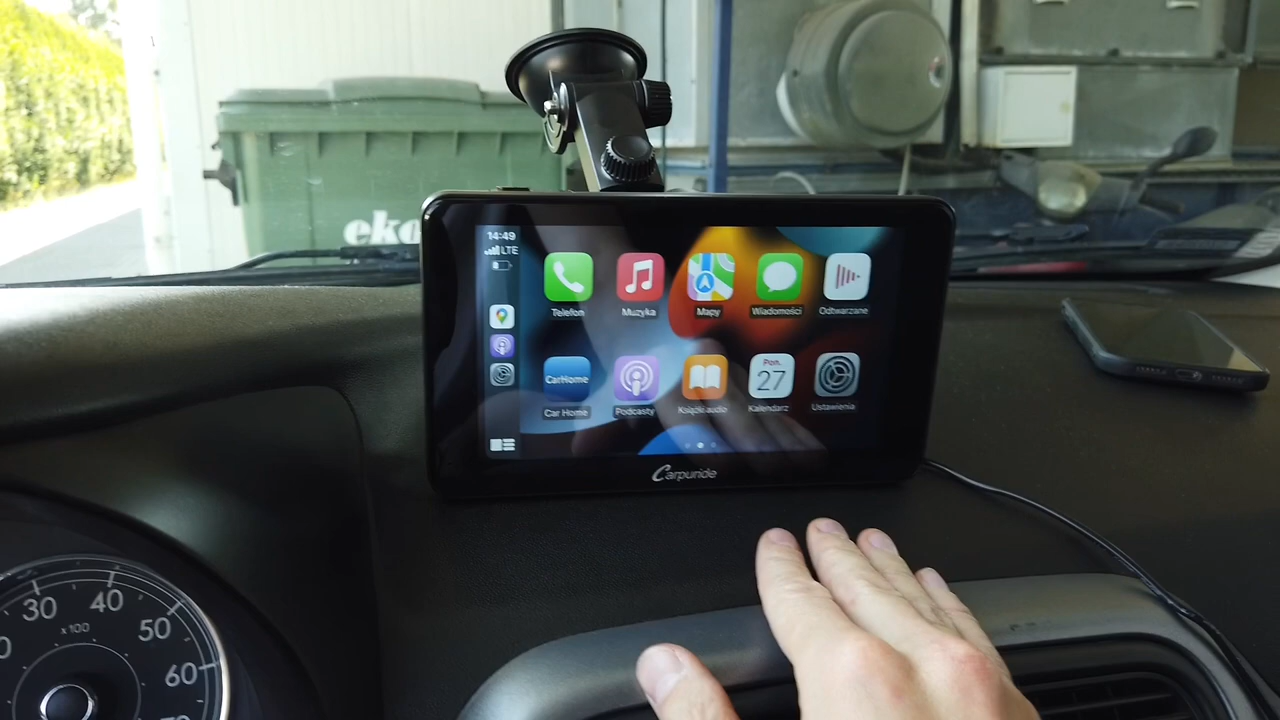 eko
14:49
LTE
Telefon
Muzyka
Mapy
Wiadomości
Odtwarzane
CarHome
Pon.
27
Car Home
Podcasty
Książki audio
Kalendarz
Ustawienia
Carpuride
30
40
50
60
x100